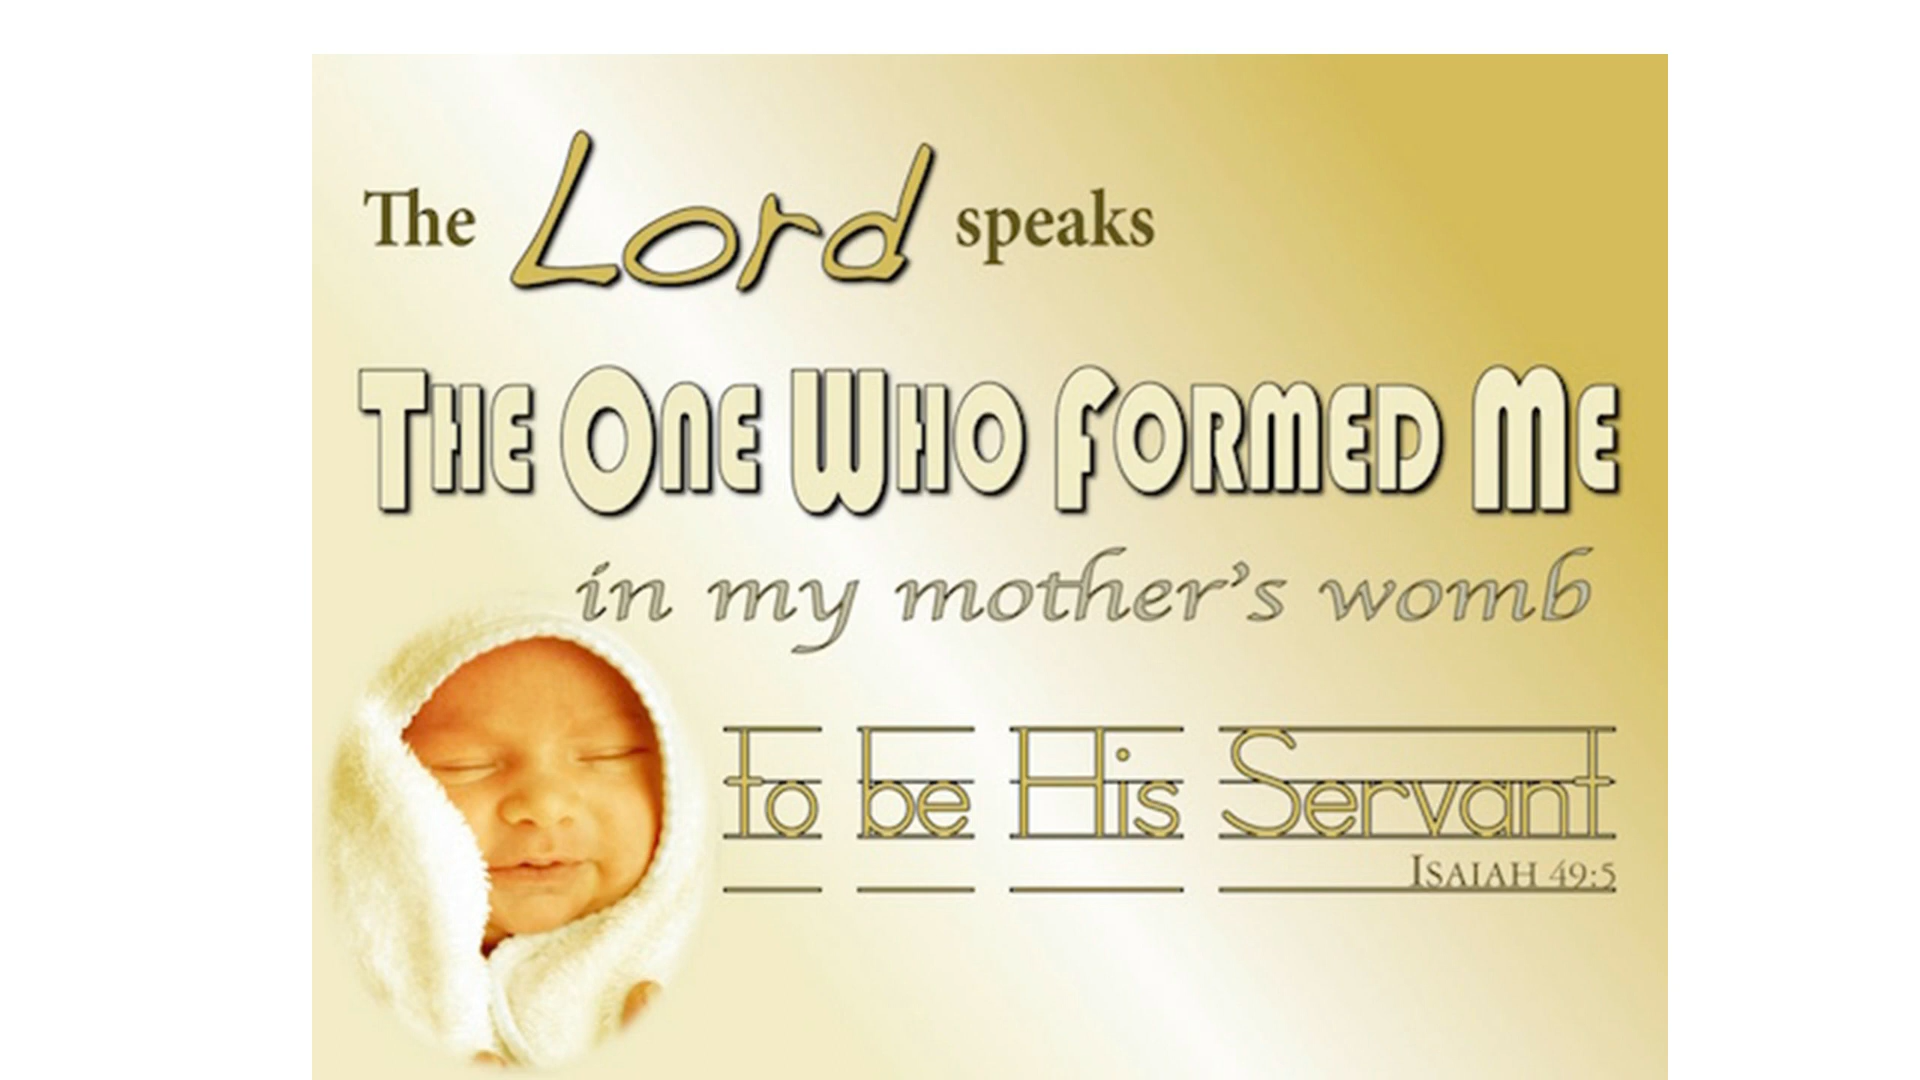 The Lord speaks
The One Who Formed Me
in my mother's womb
to be His Servant
Isaiah 49:5